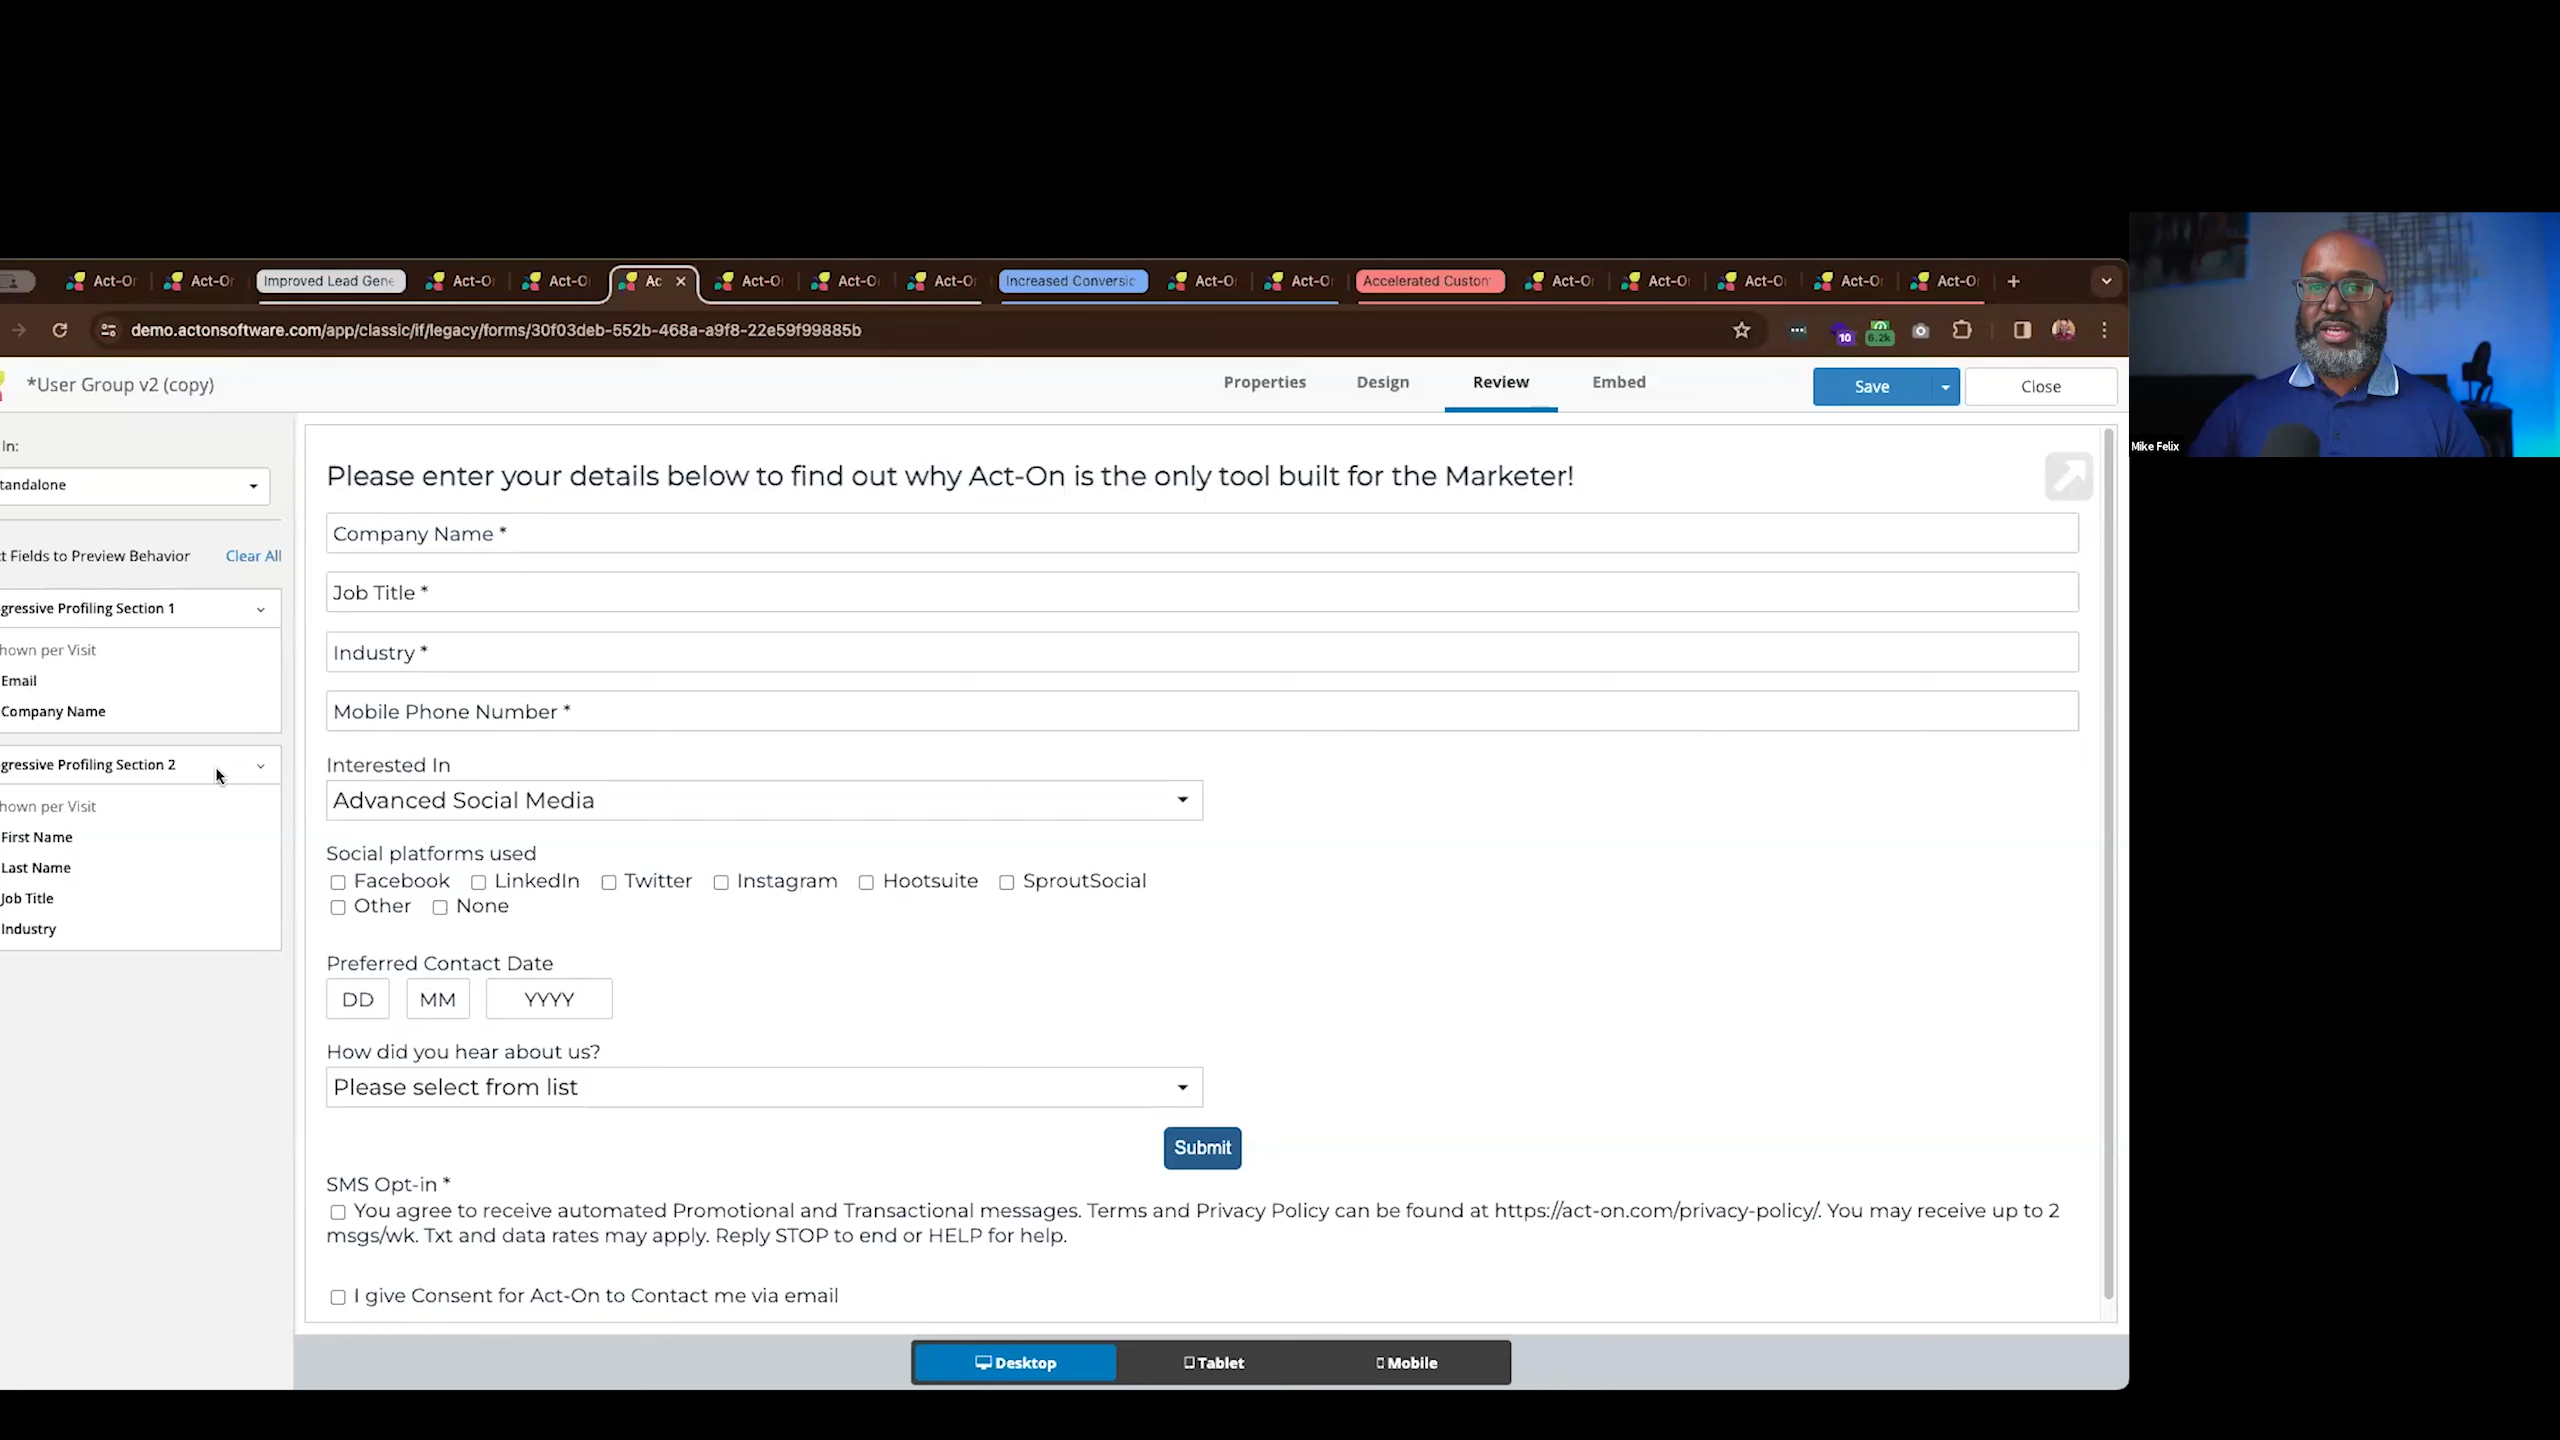 Act-O
Act-O
Improved Lead Gene
Act-O
Act-O
Ac
Act-O
Act-O
Act-O
Increased Conversic
Act-O
Act-O
Accelerated Custon
Act-O
Act-O
Act-O
Act-O
Act-O
demo.actonsoftware.com/app/classic/if/legacy/forms/30f03deb-552b-468a-a9f8-22e59f99885b
10
6.2k
*User Group v2 (copy)
Properties
Design
Review
Embed
Save
Close
Mike Felix
In:
tandalone
t Fields to Preview Behavior
Clear All
gressive Profiling Section 1
hown per Visit
Email
Company Name
gressive Profiling Section 2
hown per Visit
First Name
Last Name
Job Title
Industry
Please enter your details below to find out why Act-On is the only tool built for the Marketer!
Company Name *
Job Title *
Industry *
Mobile Phone Number *
Interested In
Advanced Social Media
Social platforms used
Facebook LinkedIn Twitter Instagram Hootsuite SproutSocial
Other None
Preferred Contact Date
DD MM YYYY
How did you hear about us?
Please select from list
Submit
SMS Opt-in *
You agree to receive automated Promotional and Transactional messages. Terms and Privacy Policy can be found at https://act-on.com/privacy-policy/. You may receive up to 2
msgs/wk. Txt and data rates may apply. Reply STOP to end or HELP for help.
I give Consent for Act-On to Contact me via email
Desktop
Tablet
Mobile